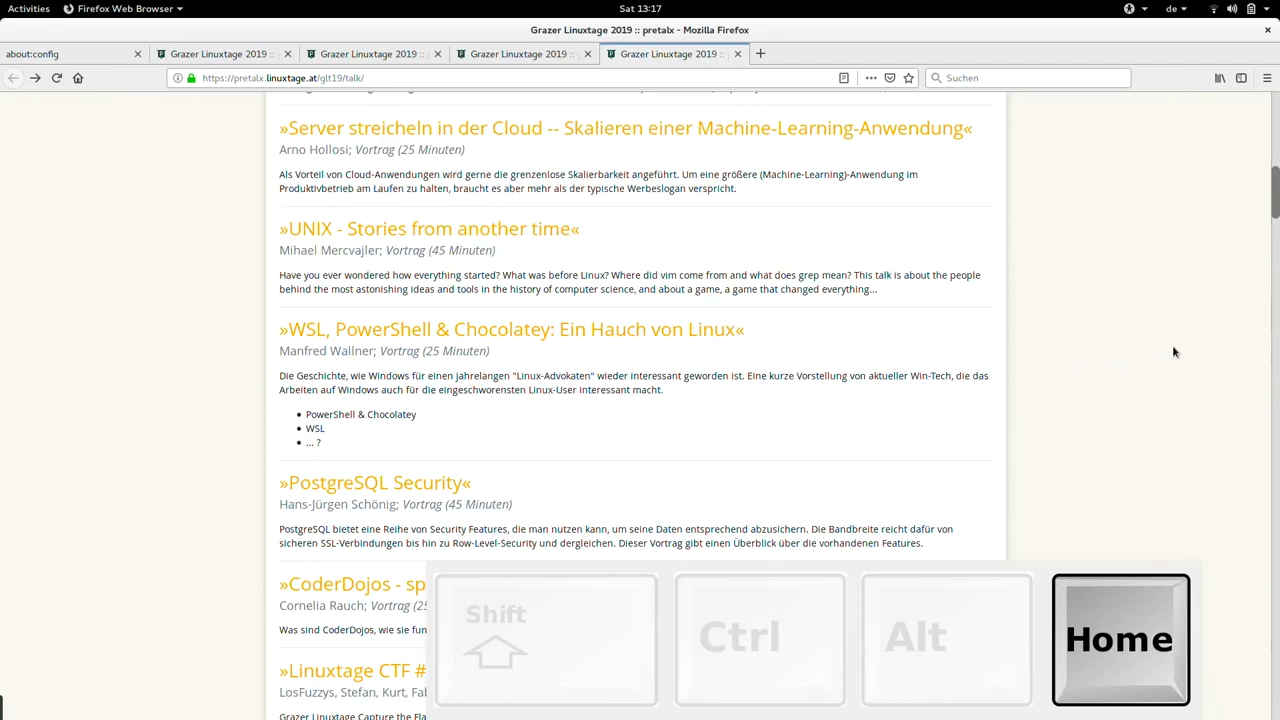 Activities Firefox Web Browser Sat 13:17 de
Grazer Linuxtage 2019 :: pretalx - Mozilla Firefox
about:config Grazer Linuxtage 2019 :: Grazer Linuxtage 2019 :: Grazer Linuxtage 2019 :: Grazer Linuxtage 2019 ::
https://pretalx.linuxtage.at/glt19/talk/ Suchen
»Server streicheln in der Cloud -- Skalieren einer Machine-Learning-Anwendung«
Arno Hollosi; Vortrag (25 Minuten)
Als Vorteil von Cloud-Anwendungen wird gerne die grenzenlose Skalierbarkeit angeführt. Um eine größere (Machine-Learning)-Anwendung im
Produktivbetrieb am Laufen zu halten, braucht es aber mehr als der typische Werbeslogan verspricht.
»UNIX - Stories from another time«
Mihael Mercvajler; Vortrag (45 Minuten)
Have you ever wondered how everything started? What was before Linux? Where did vim come from and what does grep mean? This talk is about the people
behind the most astonishing ideas and tools in the history of computer science, and about a game, a game that changed everything...
»WSL, PowerShell & Chocolatey: Ein Hauch von Linux«
Manfred Wallner; Vortrag (25 Minuten)
Die Geschichte, wie Windows für einen jahrelangen "Linux-Advokaten" wieder interessant geworden ist. Eine kurze Vorstellung von aktueller Win-Tech, die das
Arbeiten auf Windows auch für die eingeschworensten Linux-User interessant macht.
PowerShell & Chocolatey
WSL
... ?
»PostgreSQL Security«
Hans-Jürgen Schönig; Vortrag (45 Minuten)
PostgreSQL bietet eine Reihe von Security Features, die man nutzen kann, um seine Daten entsprechend abzusichern. Die Bandbreite reicht dafür von
sicheren SSL-Verbindungen bis hin zu Row-Level-Security und dergleichen. Dieser Vortrag gibt einen Überblick über die vorhandenen Features.
»CoderDojos - sp
Cornelia Rauch; Vortrag (25
Was sind CoderDojos, wie sie fun
»Linuxtage CTF #
LosFuzzys, Stefan, Kurt, Fab
Grazer Linuxtage Capture the Fla
Shift Ctrl Alt Home